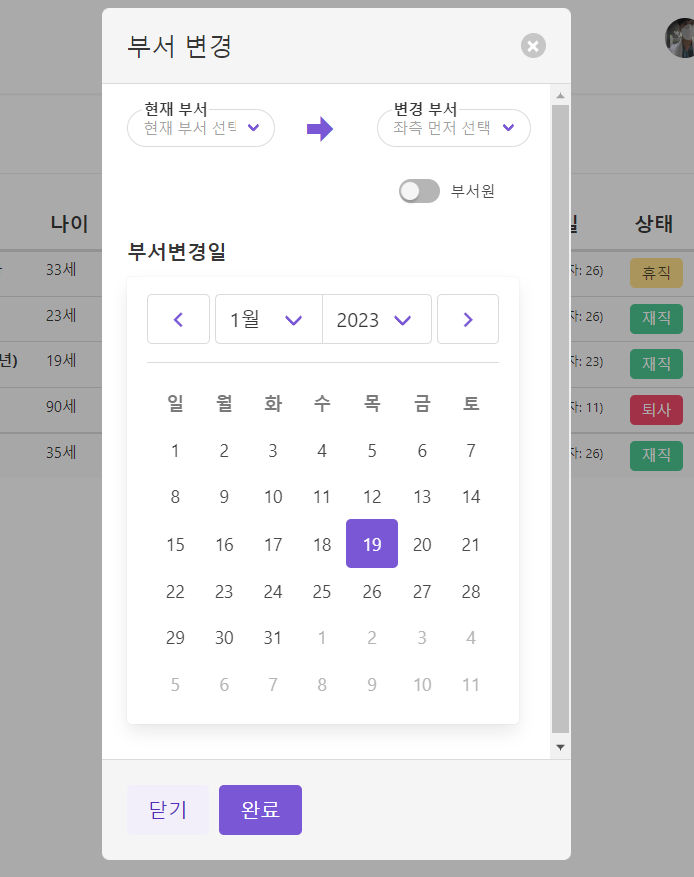 부서 변경
현재 부서
변경 부서
현재 부서 선택
좌측 먼저 선택
부서원
나이
상태
부서변경일
33세
: 26)
휴직
1월
2023
23세
: 26)
재직
년)
19세
: 23)
재직
일 월 화 수 목 금 토
90세
: 11)
퇴사
1 2 3 4 5 6 7
35세
: 26)
재직
8 9 10 11 12 13 14
15 16 17 18 19 20 21
22 23 24 25 26 27 28
29 30 31 1 2 3 4
5 6 7 8 9 10 11
닫기
완료